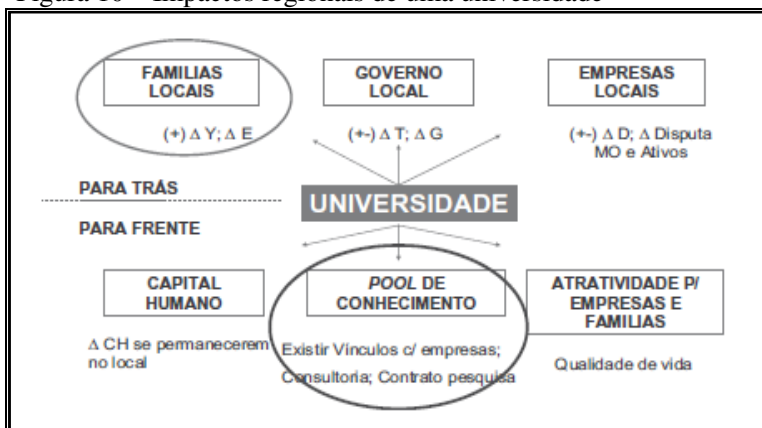 Figura 10 – Impactos regionais de uma universidade
FAMILIAS
LOCAIS
(+) Δ Y; Δ E
GOVERNO
LOCAL
(+-) Δ T; Δ G
EMPRESAS
LOCAIS
(+-) Δ D; Δ Disputa
MO e Ativos
PARA TRÁS
UNIVERSIDADE
PARA FRENTE
CAPITAL
HUMANO
Δ CH se permanecerem
no local
POOL DE
CONHECIMENTO
Existir Vínculos c/ empresas;
Consultoria; Contrato pesquisa
ATRATIVIDADE P/
EMPRESAS E
FAMILIAS
Qualidade de vida